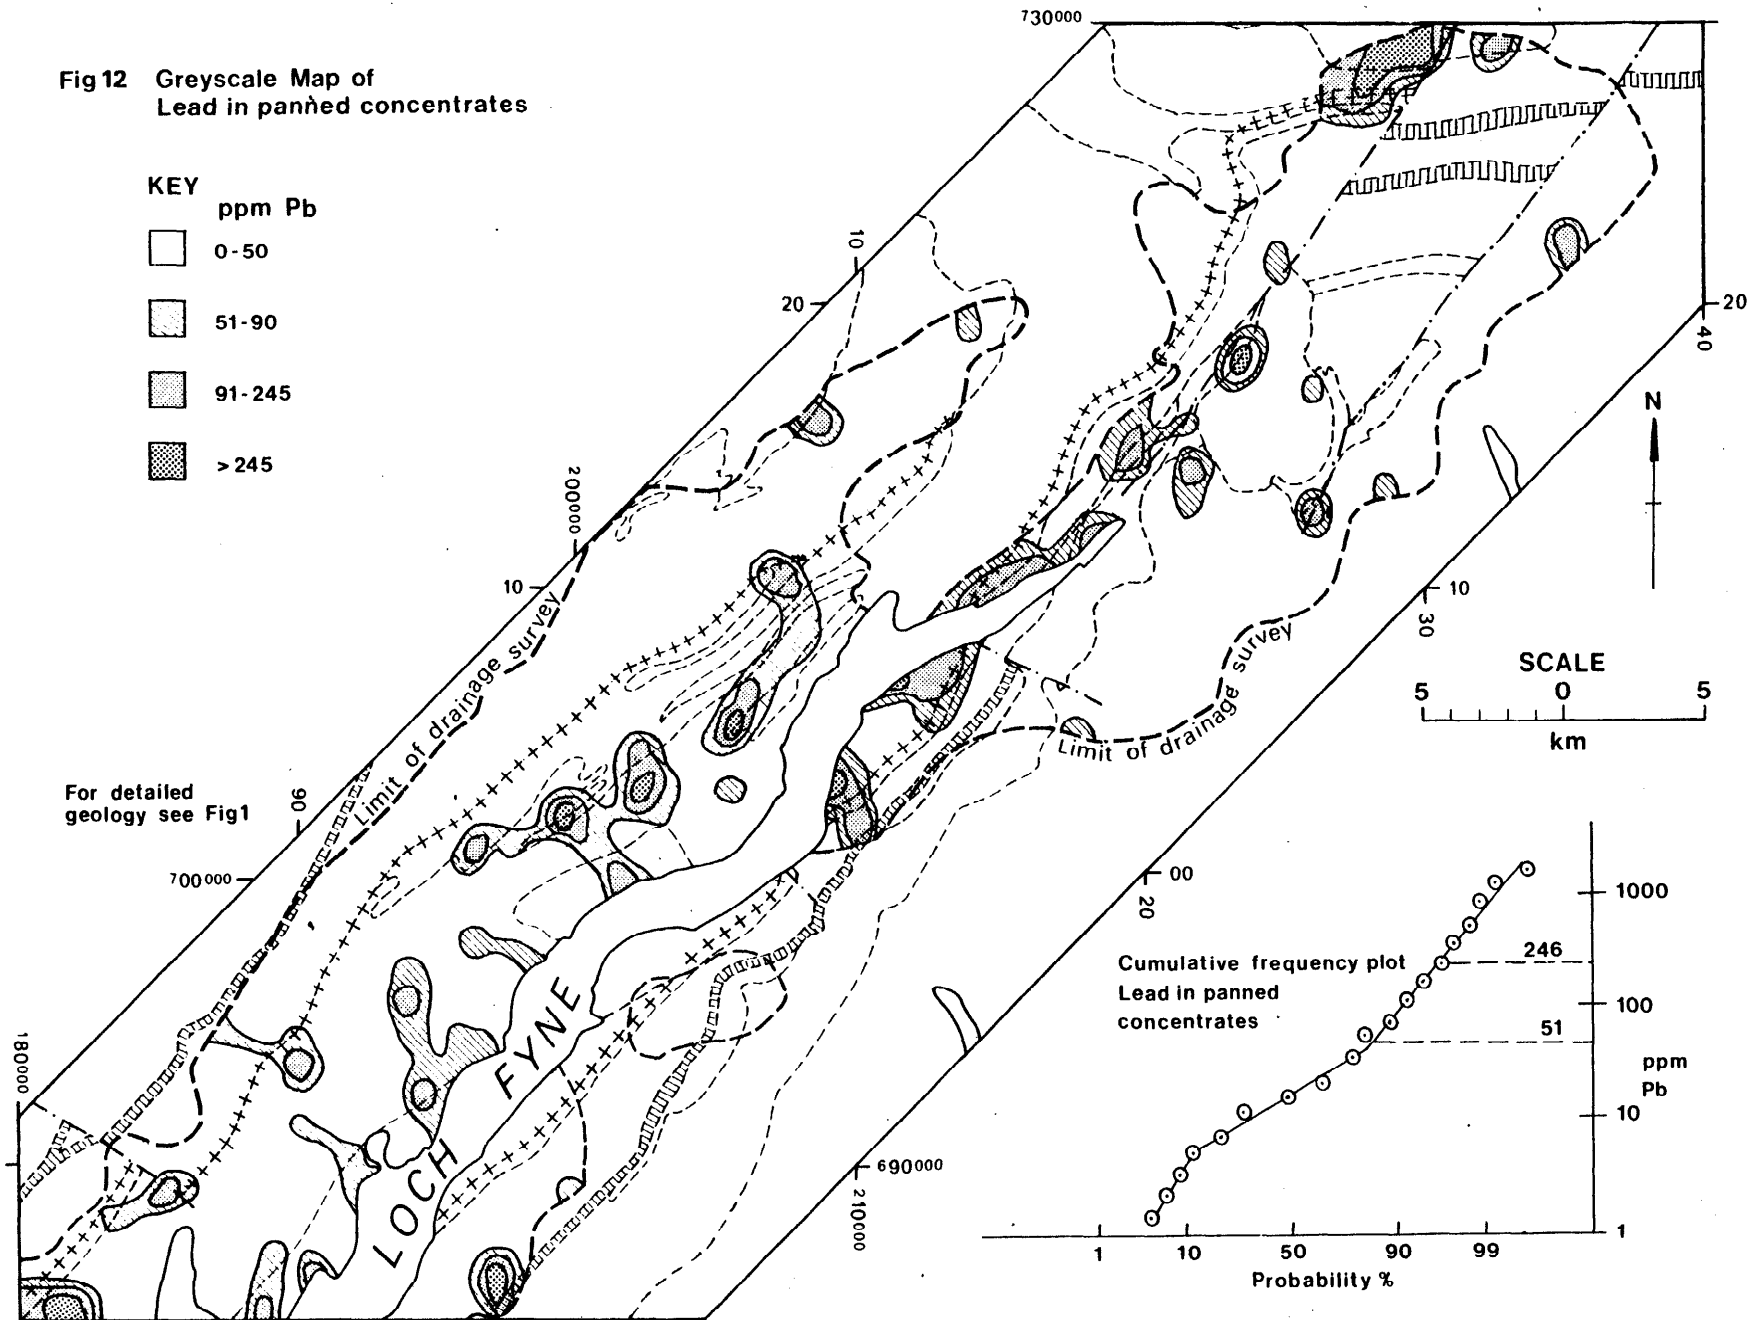 Fig 12 Greyscale Map of
Lead in panned concentrates
KEY
ppm Pb
0-50
51-90
91-245
>245
730000
10
20
200000
10
Limit of drainage survey
For detailed
geology see Fig1
90
700000
180000
20
40
N
10
30
SCALE
5 0 5
km
Limit of drainage survey
00
20
690000
210000
LOCH FYNE
Cumulative frequency plot
Lead in panned
concentrates
1000
246
100
51
ppm
Pb
10
1
1 10 50 90 99
Probability %